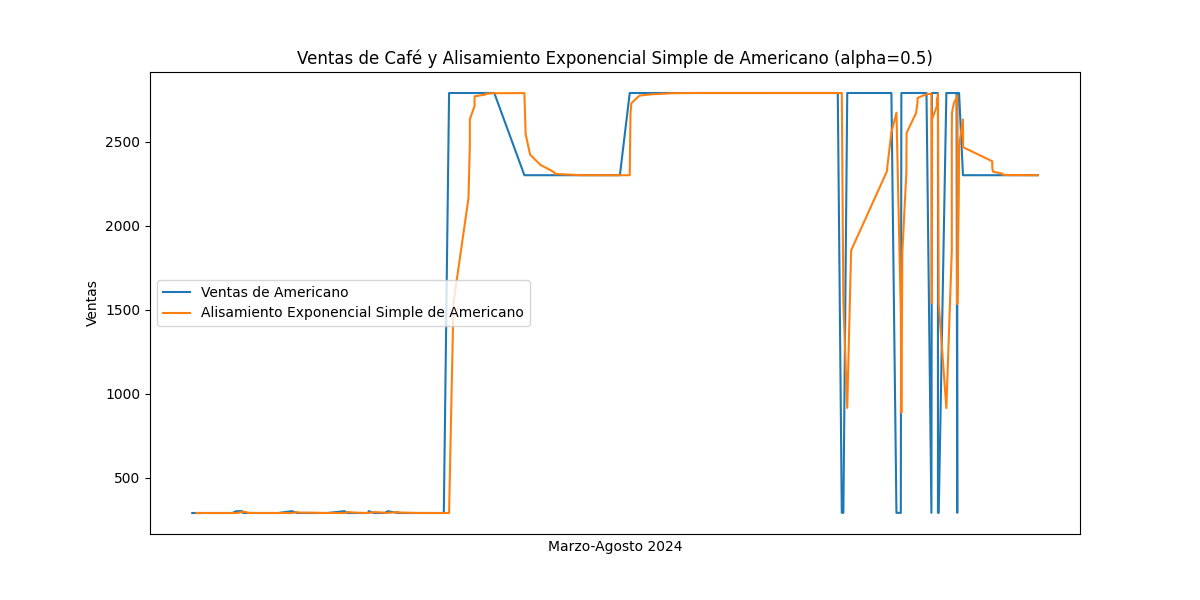 Ventas de Café y Alisamiento Exponencial Simple de Americano (alpha=0.5)
2500
2000
1500
1000
500
Ventas
Ventas de Americano
Alisamiento Exponencial Simple de Americano
Marzo-Agosto 2024